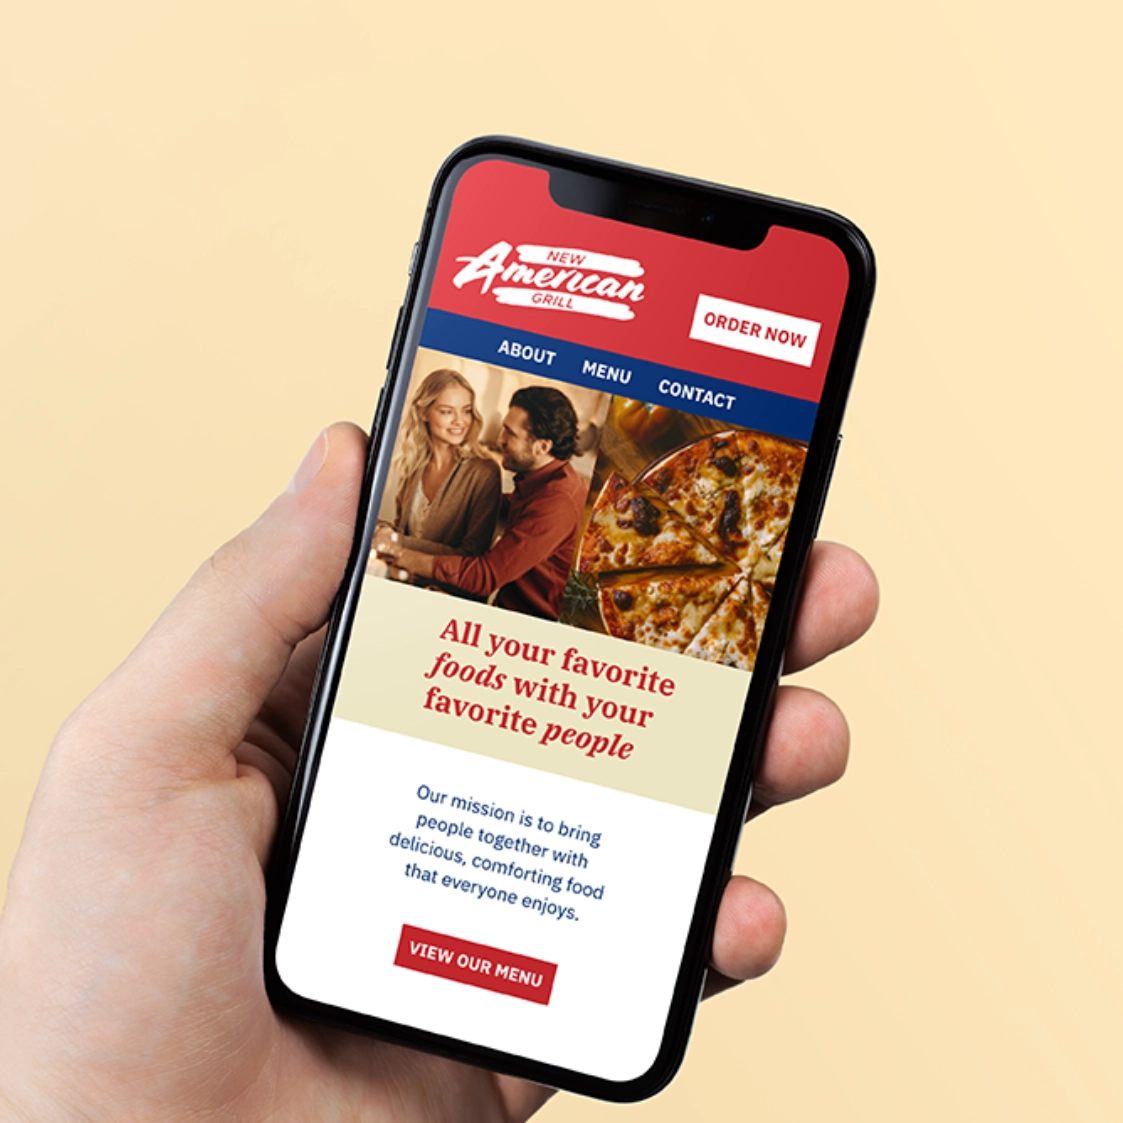 NEW
American
GRILL
ORDER NOW
ABOUT MENU CONTACT
All your favorite
foods with your
favorite people
Our mission is to bring
people together with
delicious, comforting food
that everyone enjoys.
VIEW OUR MENU